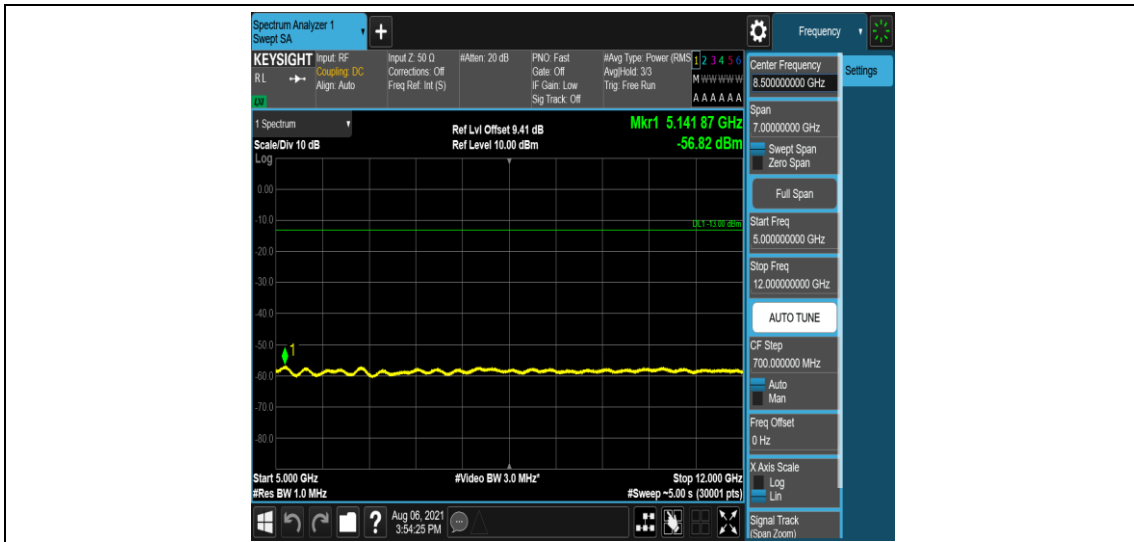 Spectrum Analyzer 1
Swept SA
+
Frequency
KEYSIGHT
RL
LM
Input: RF
Coupling: DC
Align: Auto
Input Z: 50 Ω
Corrections: Off
Freq Ref: Int (S)
#Atten: 20 dB
PNO: Fast
Gate: Off
IF Gain: Low
Sig Track: Off
#Avg Type: Power (RMS
Avg|Hold: 3/3
Trig: Free Run
1 2 3 4 5 6
M W W W W W
A A A A A A
1 Spectrum
Scale/Div 10 dB
Log
Ref Lvl Offset 9.41 dB
Ref Level 10.00 dBm
Mkr1 5.141 87 GHz
-56.82 dBm
0.00
-10.0
DL1 -13.00 dBm
-20.0
-30.0
-40.0
-50.0
1
-60.0
-70.0
-80.0
Start 5.000 GHz
#Res BW 1.0 MHz
#Video BW 3.0 MHz*
Stop 12.000 GHz
#Sweep ~5.00 s (30001 pts)
Center Frequency
8.500000000 GHz
Settings
Span
7.00000000 GHz
Swept Span
Zero Span
Full Span
Start Freq
5.000000000 GHz
Stop Freq
12.000000000 GHz
AUTO TUNE
CF Step
700.000000 MHz
Auto
Man
Freq Offset
0 Hz
X Axis Scale
Log
Lin
Signal Track
(Span Zoom)
?
Aug 06, 2021
3:54:25 PM